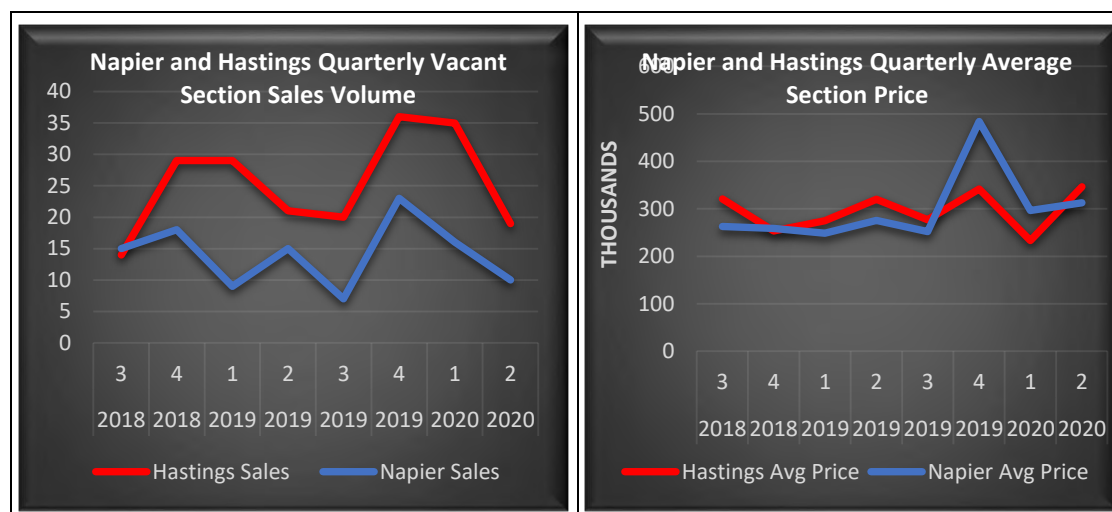 Napier and Hastings Quarterly Vacant
Section Sales Volume
40
35
30
25
20
15
10
5
0
3 4 1 2 3 4 1 2
2018 2018 2019 2019 2019 2019 2020 2020
Hastings Sales Napier Sales
Napier and Hastings Quarterly Average
Section Price
THOUSANDS
600
500
400
300
200
100
0
3 4 1 2 3 4 1 2
2018 2018 2019 2019 2019 2019 2020 2020
Hastings Avg Price Napier Avg Price